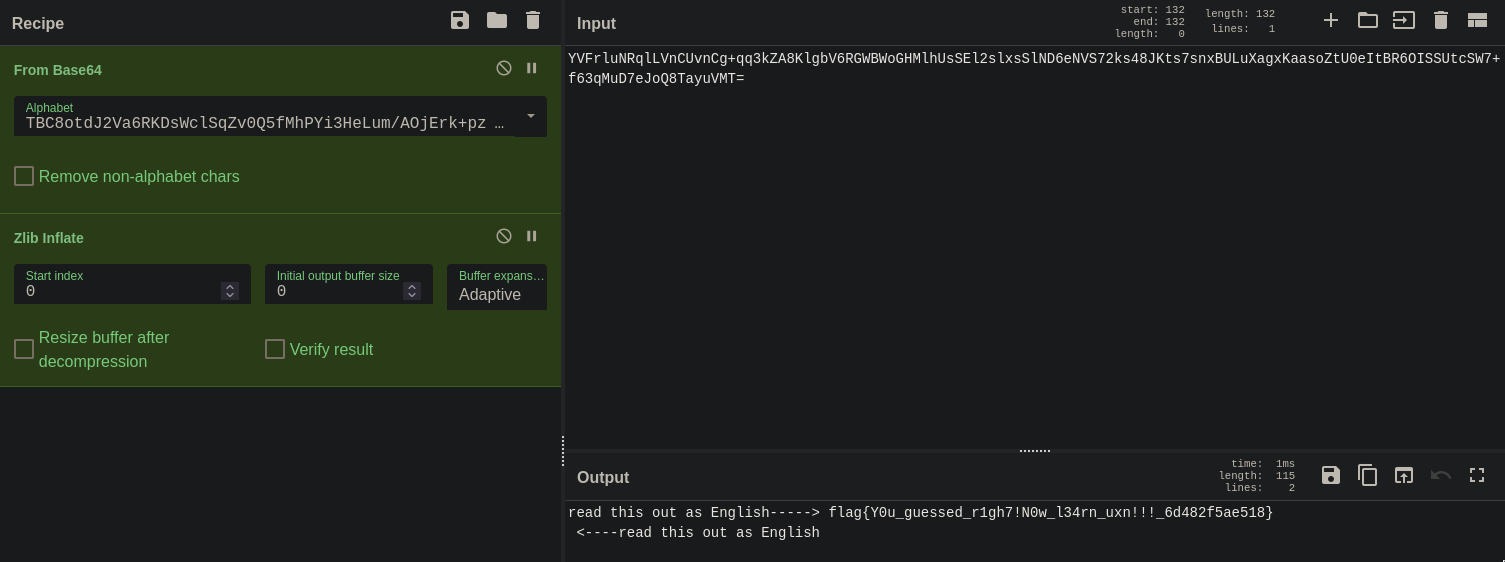 Recipe
From Base64
Alphabet
TBC8otdJ2Va6RKDsWclSqZv0Q5fMhPYi3HeLum/AOjErk+pz …
Remove non-alphabet chars
Zlib Inflate
Start index
0
Initial output buffer size
0
Buffer expans…
Adaptive
Resize buffer after
decompression
Verify result
Input
start: 132
end: 132
length: 0
length: 132
lines: 1
YVFrluNRqlLVnCUvnCg+qq3kZA8KlgbV6RGWBWoGHMlhUsSEl2slxsSlND6eNVS72ks48JKts7snxBULuXagxKaasoZtU0eItBR6OISSUtcSW7+
f63qMuD7eJoQ8TayuVMT=
Output
time: 1ms
length: 115
lines: 2
read this out as English-----> flag{Y0u_guessed_r1gh7!N0w_l34rn_uxn!!!_6d482f5ae518}
<----read this out as English